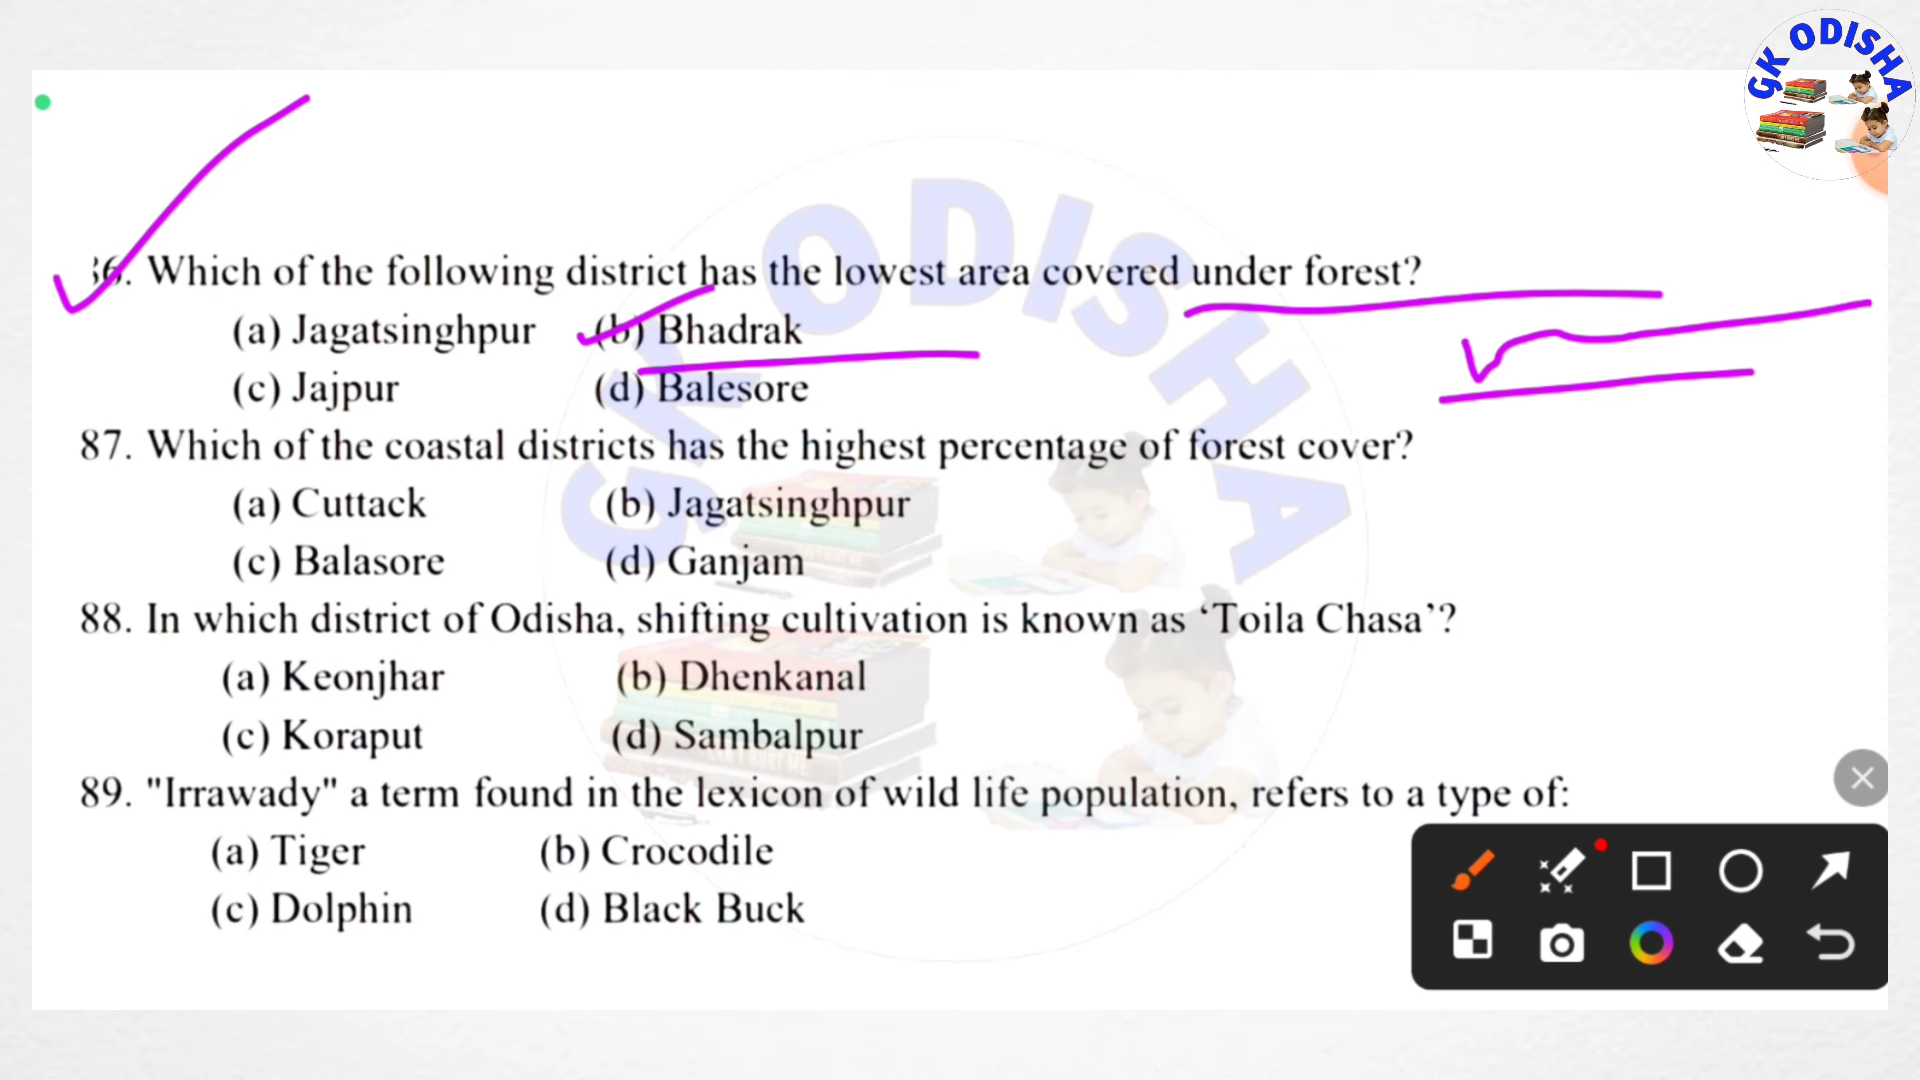 GK ODISHA
36. Which of the following district has the lowest area covered under forest?
(a) Jagatsinghpur (b) Bhadrak
(c) Jajpur (d) Balesore
87. Which of the coastal districts has the highest percentage of forest cover?
(a) Cuttack (b) Jagatsinghpur
(c) Balasore (d) Ganjam
88. In which district of Odisha, shifting cultivation is known as ‘Toila Chasa’?
(a) Keonjhar (b) Dhenkanal
(c) Koraput (d) Sambalpur
89. "Irrawady" a term found in the lexicon of wild life population, refers to a type of:
(a) Tiger (b) Crocodile
(c) Dolphin (d) Black Buck
GK ODISHA